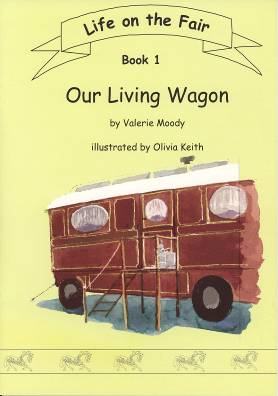 Life on the Fair
Book 1
Our Living Wagon
by Valerie Moody
illustrated by Olivia Keith